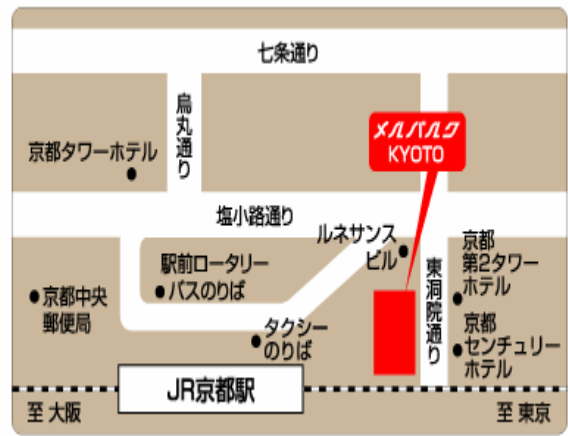 七条通り
烏丸通り
メルパルク
KYOTO
京都タワーホテル
塩小路通り
ルネサンス
ビル
京都
第2タワー
ホテル
駅前ロータリー
バスのりば
東洞院通り
京都中央
郵便局
タクシー
のりば
京都
センチュリー
ホテル
JR京都駅
至 大阪
至 東京